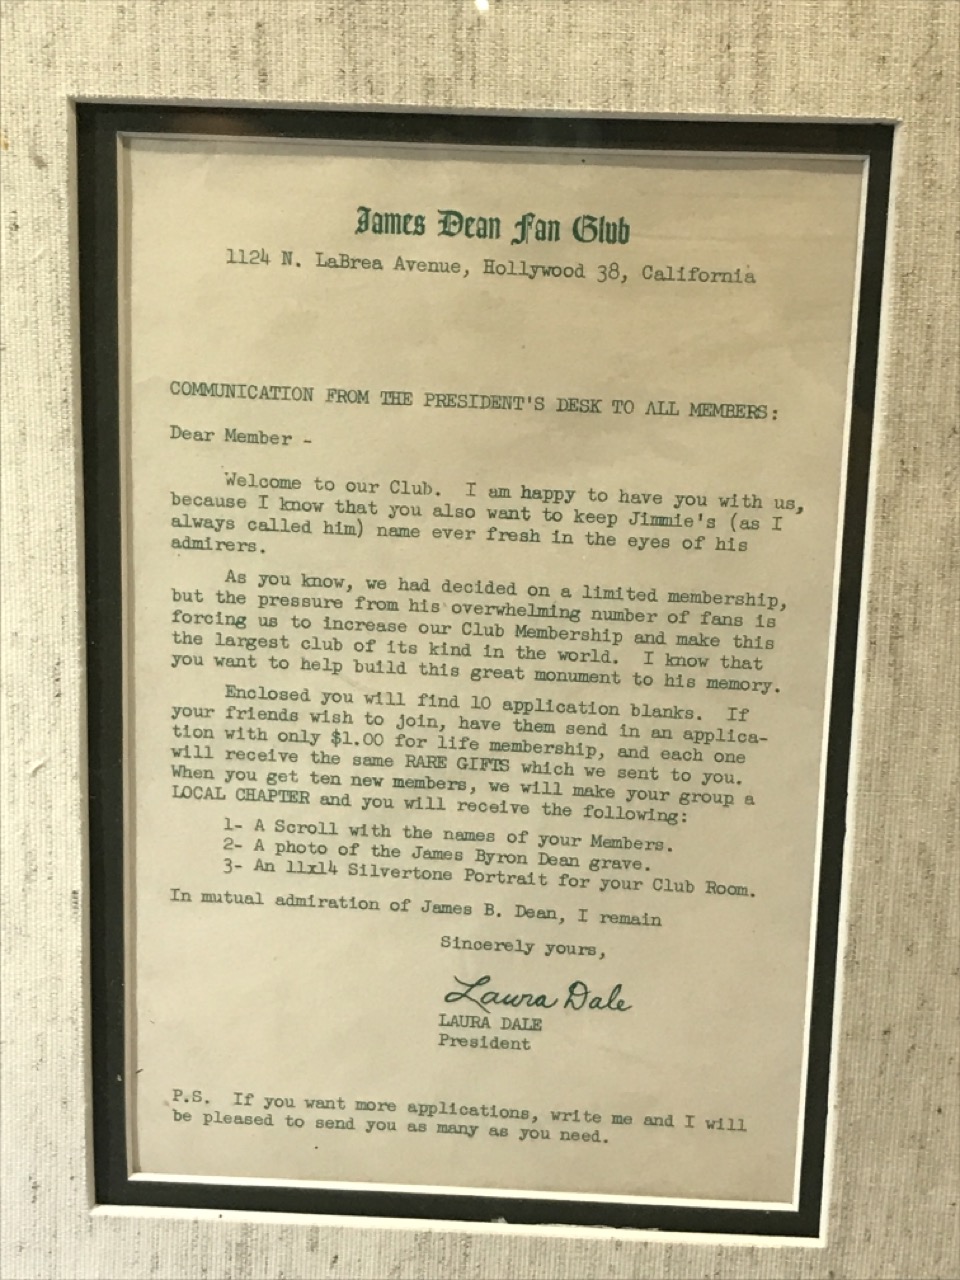 James Dean Fan Club
1124 N. LaBrea Avenue, Hollywood 38, California
COMMUNICATION FROM THE PRESIDENT'S DESK TO ALL MEMBERS:
Dear Member -
Welcome to our Club. I am happy to have you with us,
because I know that you also want to keep Jimmie's (as I
always called him) name ever fresh in the eyes of his
admirers.
As you know, we had decided on a limited membership,
but the pressure from his overwhelming number of fans is
forcing us to increase our Club Membership and make this
the largest club of its kind in the world. I know that
you want to help build this great monument to his memory.
Enclosed you will find 10 application blanks. If
your friends wish to join, have them send in an applica-
tion with only $1.00 for life membership, and each one
will receive the same RARE GIFTS which we sent to you.
When you get ten new members, we will make your group a
LOCAL CHAPTER and you will receive the following:
1- A Scroll with the names of your Members.
2- A photo of the James Byron Dean grave.
3- An 11x14 Silvertone Portrait for your Club Room.
In mutual admiration of James B. Dean, I remain
Sincerely yours,
Laura Dale
LAURA DALE
President
P.S. If you want more applications, write me and I will
be pleased to send you as many as you need.